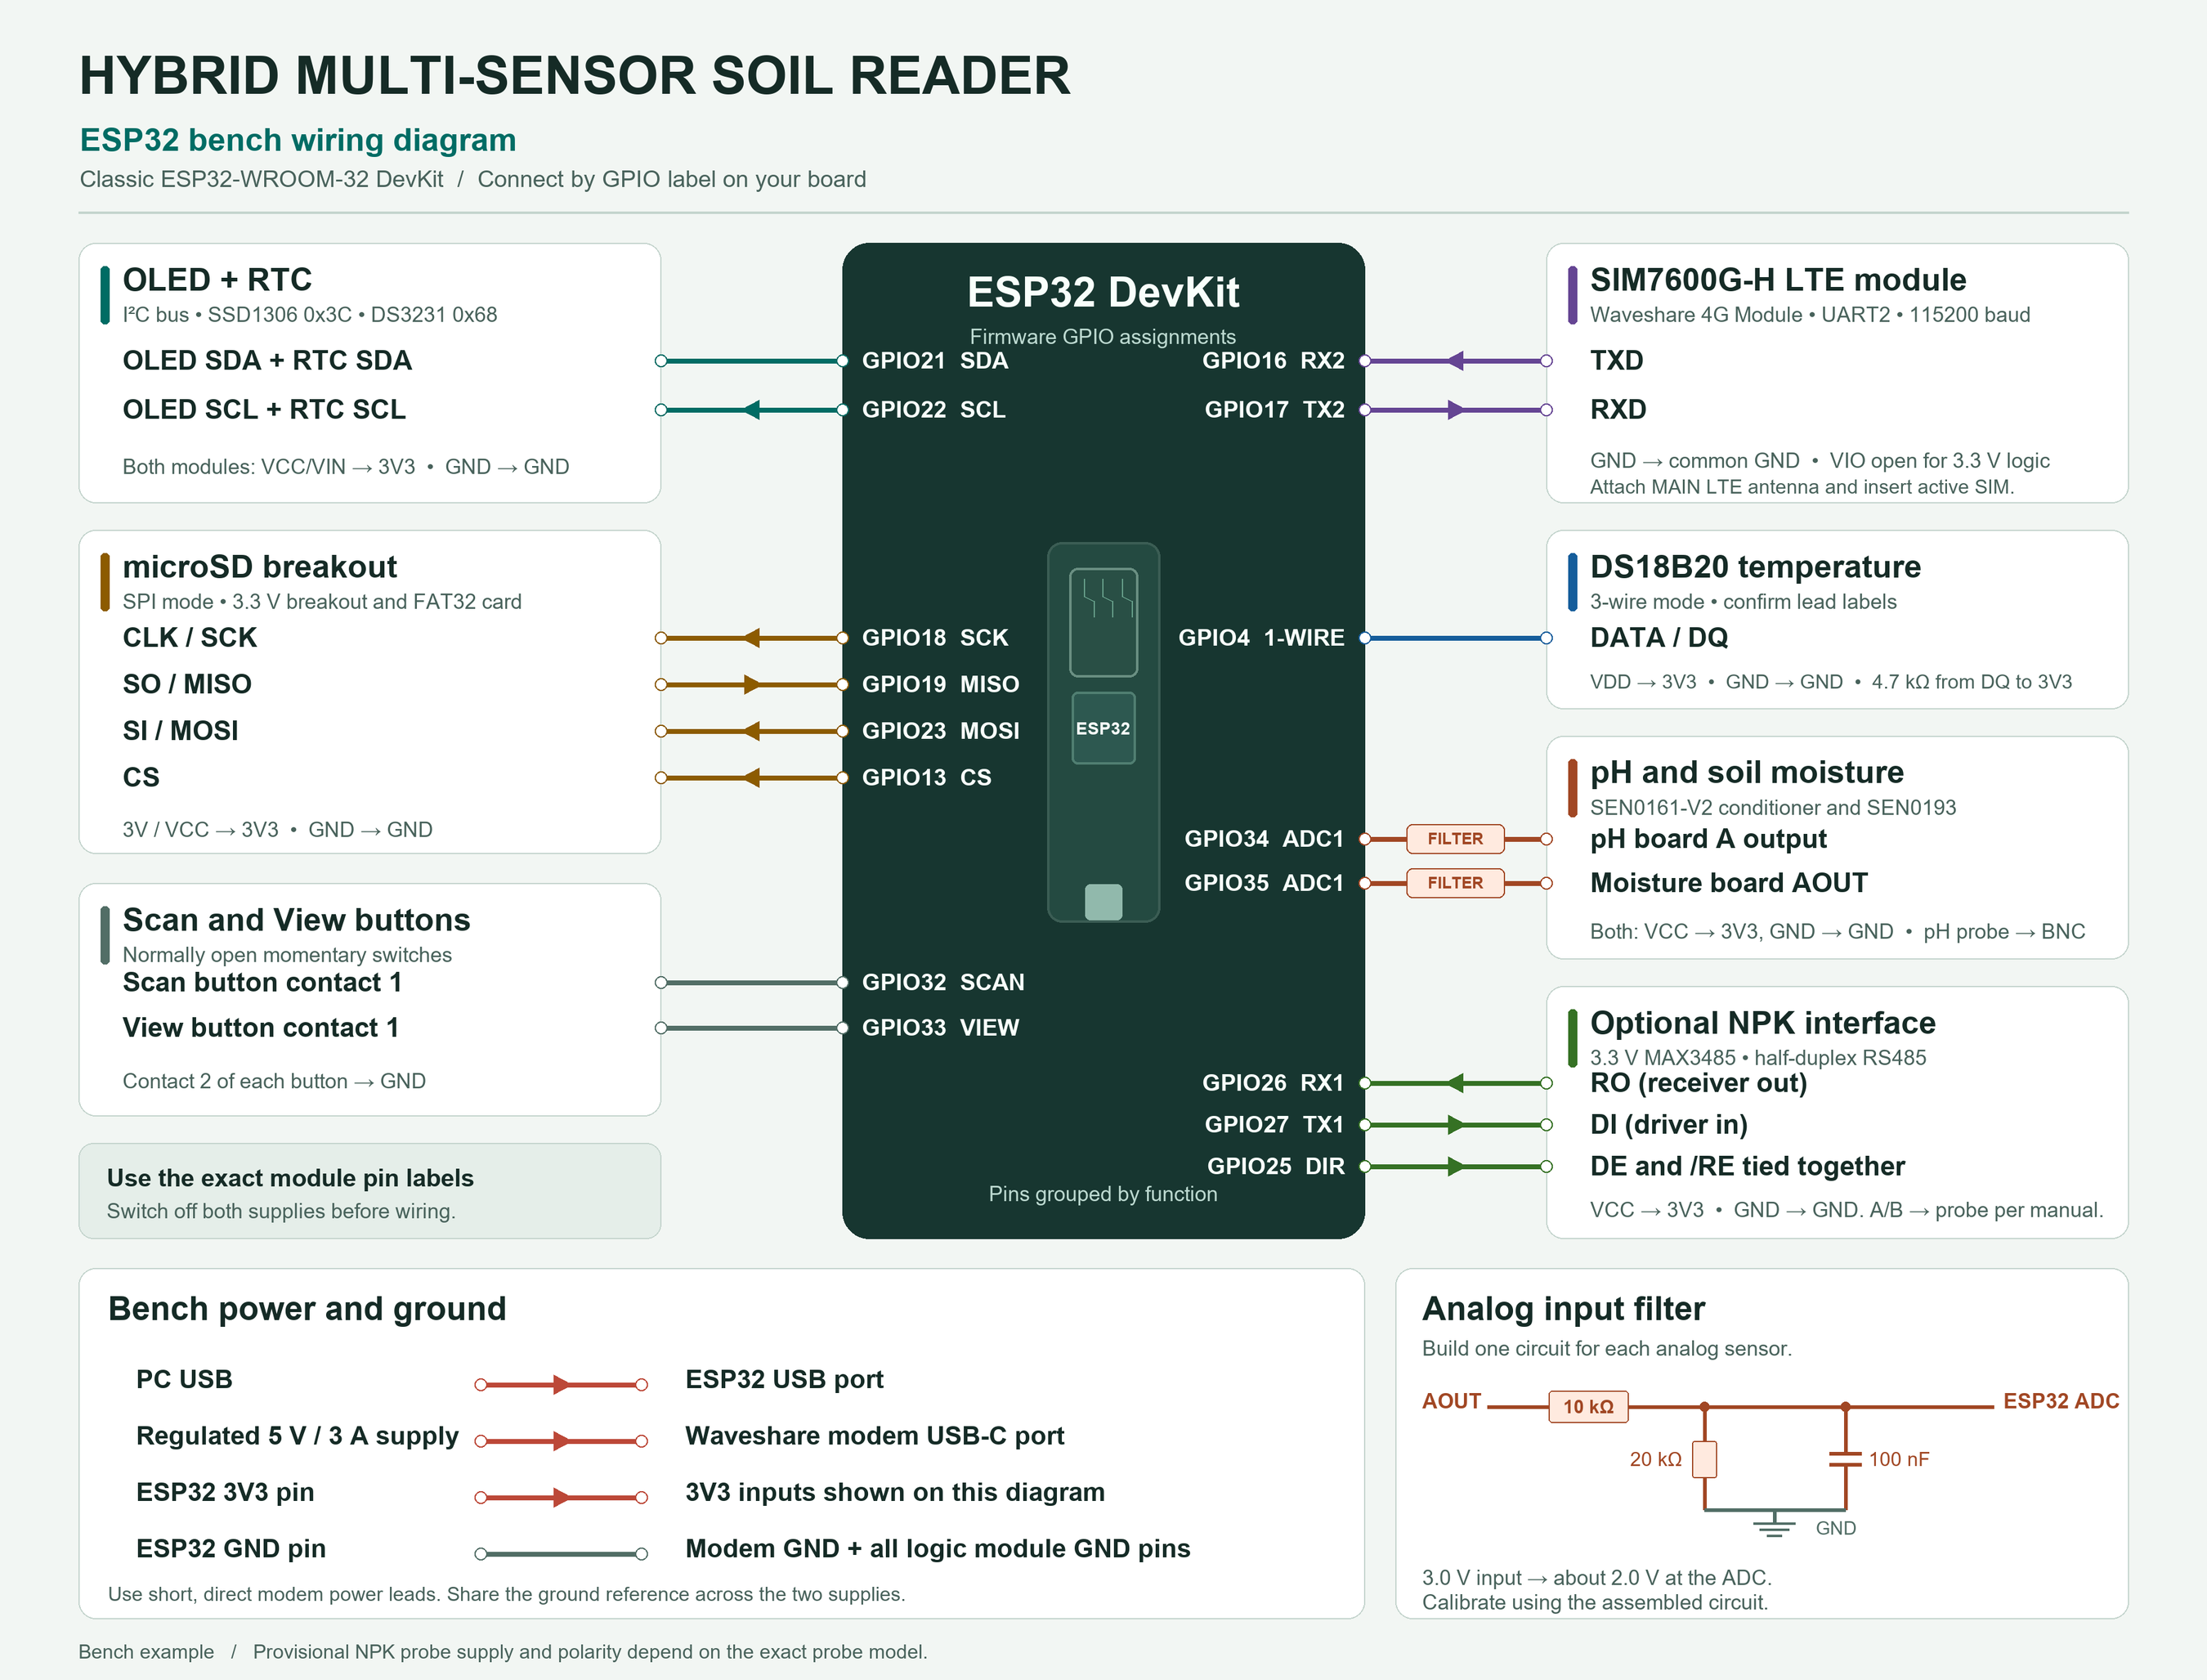 HYBRID MULTI-SENSOR SOIL READER
ESP32 bench wiring diagram
Classic ESP32-WROOM-32 DevKit / Connect by GPIO label on your board
OLED + RTC
I²C bus • SSD1306 0x3C • DS3231 0x68
OLED SDA + RTC SDA
OLED SCL + RTC SCL
Both modules: VCC/VIN → 3V3 • GND → GND
microSD breakout
SPI mode • 3.3 V breakout and FAT32 card
CLK / SCK
SO / MISO
SI / MOSI
CS
3V / VCC → 3V3 • GND → GND
Scan and View buttons
Normally open momentary switches
Scan button contact 1
View button contact 1
Contact 2 of each button → GND
Use the exact module pin labels
Switch off both supplies before wiring.
ESP32 DevKit
Firmware GPIO assignments
GPIO21 SDA
GPIO22 SCL
GPIO18 SCK
GPIO19 MISO
GPIO23 MOSI
GPIO13 CS
GPIO32 SCAN
GPIO33 VIEW
ESP32
GPIO16 RX2
GPIO17 TX2
GPIO4 1-WIRE
GPIO34 ADC1
GPIO35 ADC1
GPIO26 RX1
GPIO27 TX1
GPIO25 DIR
Pins grouped by function
FILTER
FILTER
SIM7600G-H LTE module
Waveshare 4G Module • UART2 • 115200 baud
TXD
RXD
GND → common GND • VIO open for 3.3 V logic
Attach MAIN LTE antenna and insert active SIM.
DS18B20 temperature
3-wire mode • confirm lead labels
DATA / DQ
VDD → 3V3 • GND → GND • 4.7 kΩ from DQ to 3V3
pH and soil moisture
SEN0161-V2 conditioner and SEN0193
pH board A output
Moisture board AOUT
Both: VCC → 3V3, GND → GND • pH probe → BNC
Optional NPK interface
3.3 V MAX3485 • half-duplex RS485
RO (receiver out)
DI (driver in)
DE and /RE tied together
VCC → 3V3 • GND → GND. A/B → probe per manual.
Bench power and ground
PC USB
ESP32 USB port
Regulated 5 V / 3 A supply
Waveshare modem USB-C port
ESP32 3V3 pin
3V3 inputs shown on this diagram
ESP32 GND pin
Modem GND + all logic module GND pins
Use short, direct modem power leads. Share the ground reference across the two supplies.
Analog input filter
Build one circuit for each analog sensor.
AOUT
10 kΩ
ESP32 ADC
20 kΩ
100 nF
GND
3.0 V input → about 2.0 V at the ADC.
Calibrate using the assembled circuit.
Bench example / Provisional NPK probe supply and polarity depend on the exact probe model.